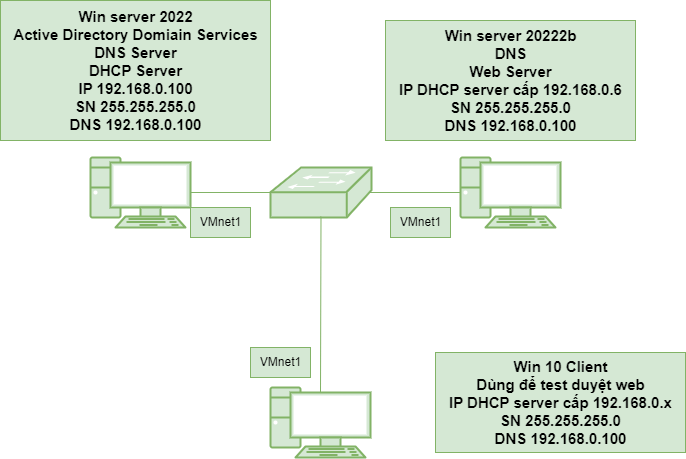 Win server 2022
Active Directory Domiain Services
DNS Server
DHCP Server
IP 192.168.0.100
SN 255.255.255.0
DNS 192.168.0.100
Win server 20222b
DNS
Web Server
IP DHCP server cấp 192.168.0.6
SN 255.255.255.0
DNS 192.168.0.100
VMnet1
VMnet1
VMnet1
Win 10 Client
Dùng để test duyệt web
IP DHCP server cấp 192.168.0.x
SN 255.255.255.0
DNS 192.168.0.100